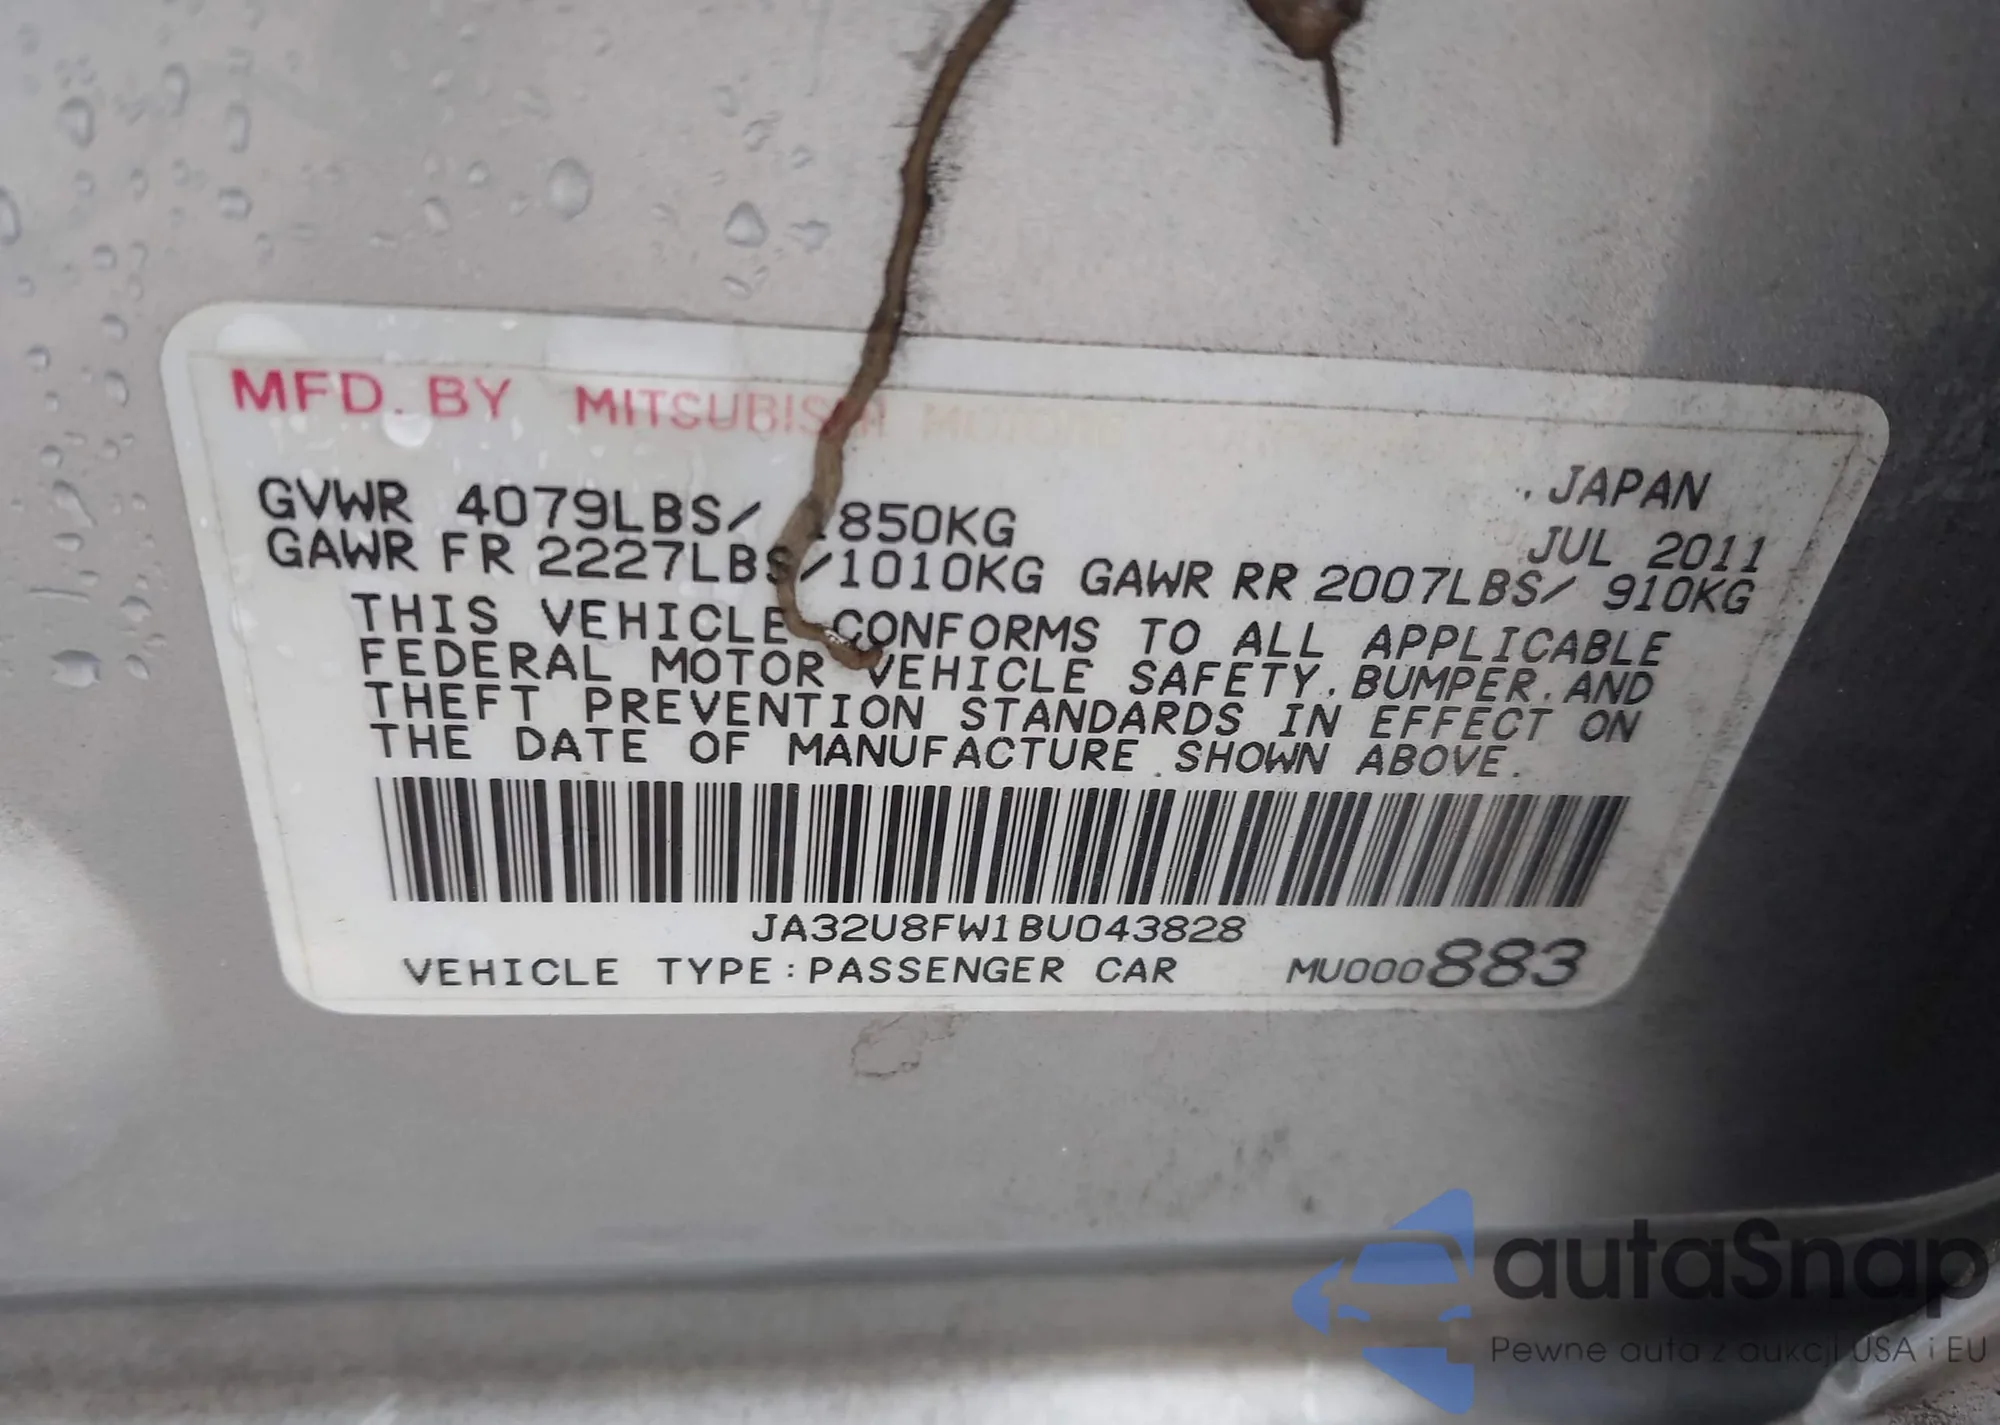 MFD. BY MITSUBISHI MOTORS
GVWR 4079LBS/ 1850KG
JAPAN
JUL 2011
GAWR FR 2227LBS/1010KG GAWR RR 2007LBS/ 910KG
THIS VEHICLE CONFORMS TO ALL APPLICABLE
FEDERAL MOTOR VEHICLE SAFETY, BUMPER, AND
THEFT PREVENTION STANDARDS IN EFFECT ON
THE DATE OF MANUFACTURE SHOWN ABOVE.
JA32U8FW1BU043828
VEHICLE TYPE:PASSENGER CAR MU000883
autaSnap
Pewne auta z aukcji USA i EU